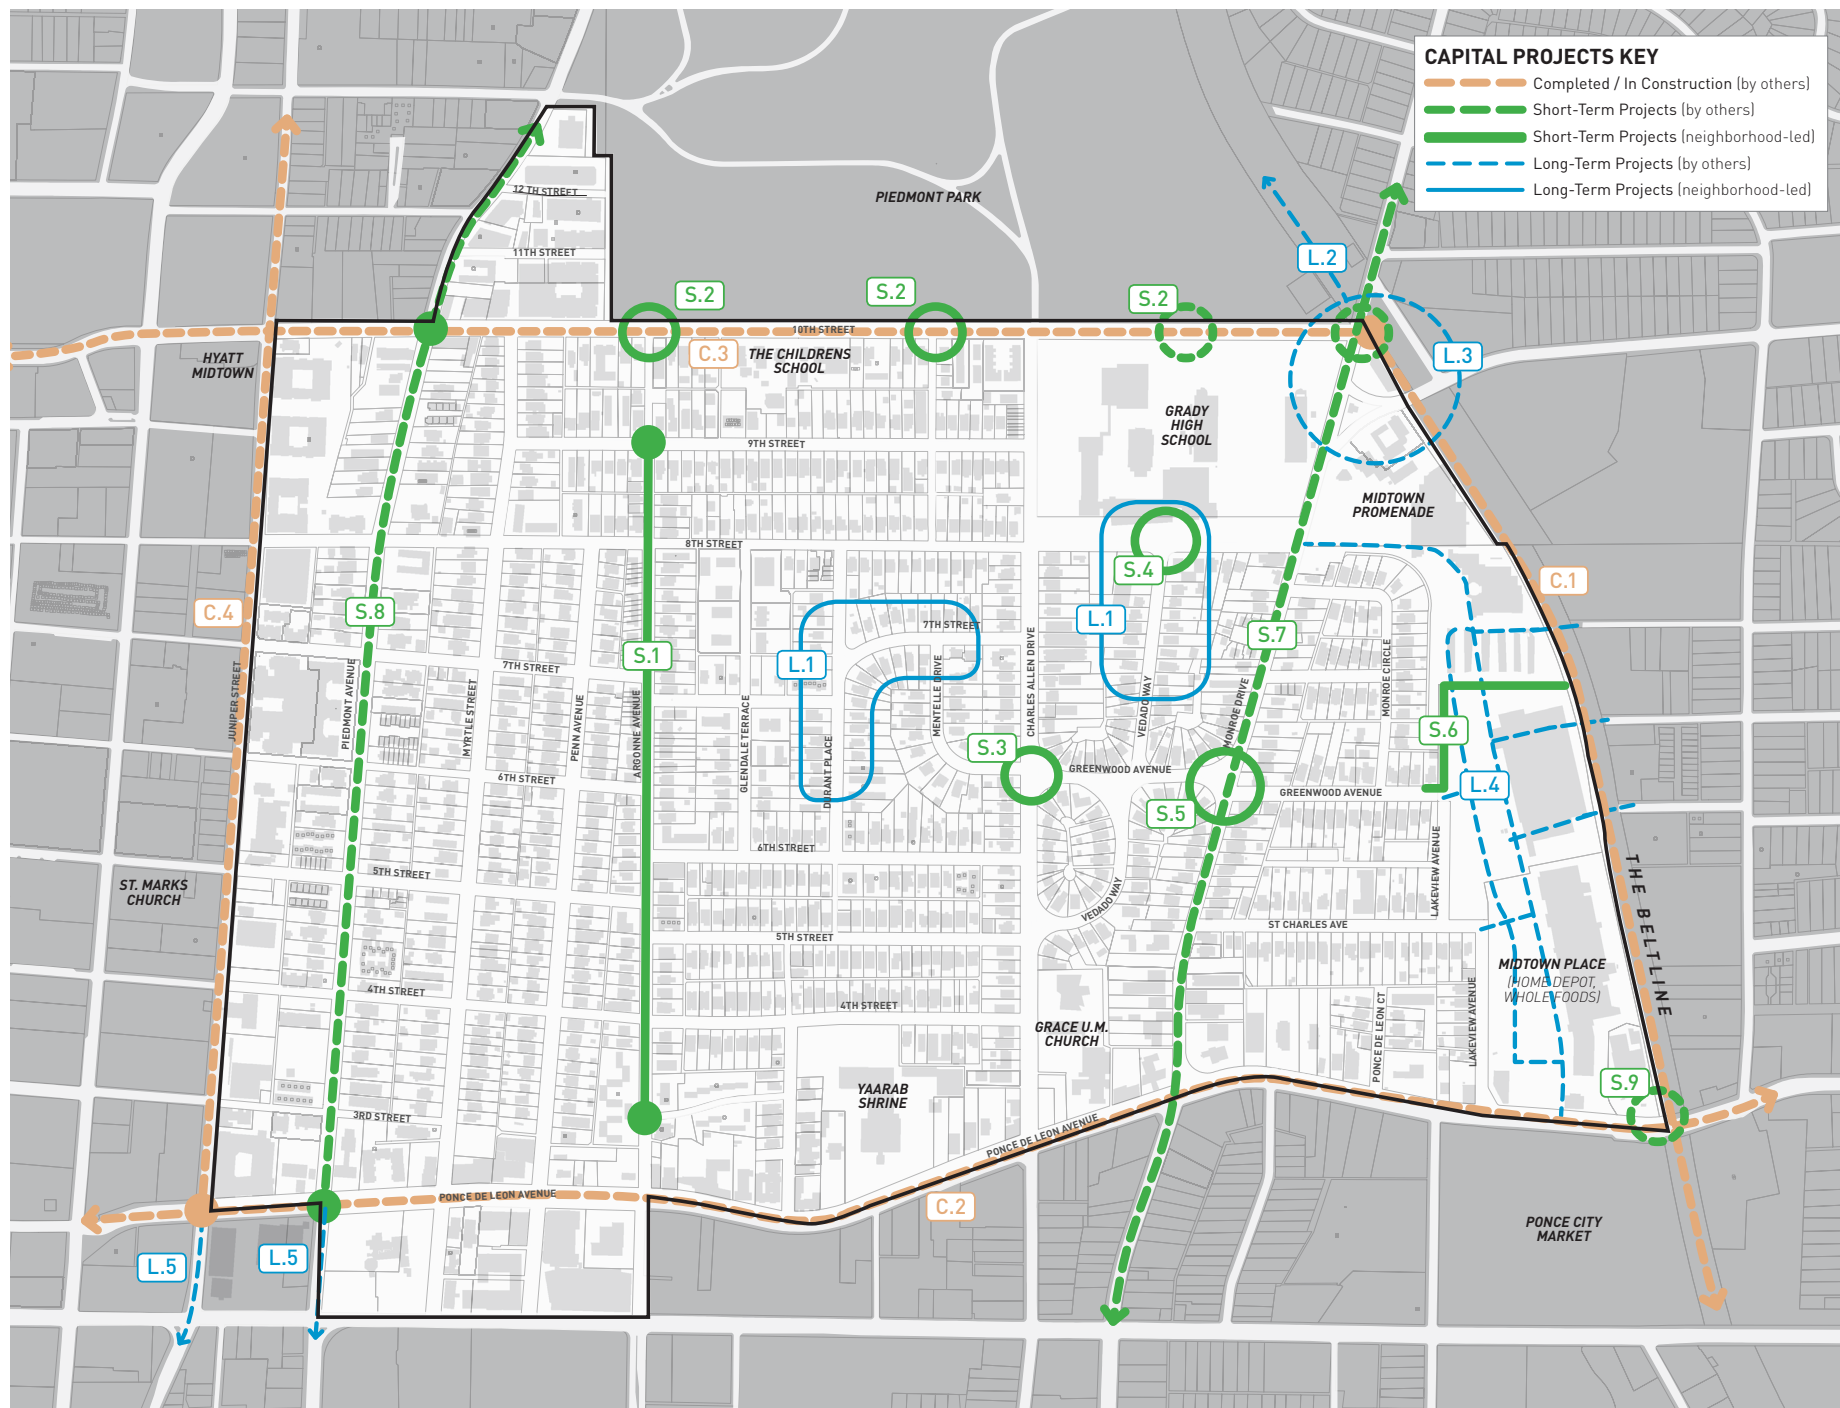 CAPITAL PROJECTS KEY
Completed / In Construction (by others)
Short-Term Projects (by others)
Short-Term Projects (neighborhood-led)
Long-Term Projects (by others)
Long-Term Projects (neighborhood-led)
12 TH STREET
PIEDMONT PARK
11TH STREET
L.2
S.2
S.2
S.2
10TH STREET
C.3
THE CHILDRENS
SCHOOL
HYATT
MIDTOWN
L.3
GRADY
HIGH
SCHOOL
9TH STREET
MIDTOWN
PROMENADE
8TH STREET
S.4
C.1
C.4
S.8
L.1
7TH STREET
S.7
S.1
L.1
7TH STREET
JUNIPER STREET
PIEDMONT AVENUE
MYRTLE STREET
PENN AVENUE
ARGONNE AVENUE
GLENDALE TERRACE
DURANT PLACE
MENTELLE DRIVE
CHARLES ALLEN DRIVE
VEDADO WAY
MONROE DRIVE
MONROE CIRCLE
S.6
S.3
GREENWOOD AVENUE
6TH STREET
GREENWOOD AVENUE
L.4
S.5
6TH STREET
5TH STREET
LAKEVIEW AVENUE
THE BELTLINE
ST. MARKS
CHURCH
VEDADO WAY
ST CHARLES AVE
5TH STREET
MIDTOWN PLACE
(HOME DEPOT,
WHOLE FOODS)
4TH STREET
4TH STREET
GRACE U.M.
CHURCH
PONCE DE LEON CT
LAKEVIEW AVENUE
YAARAB
SHRINE
S.9
3RD STREET
PONCE DE LEON AVENUE
PONCE DE LEON AVENUE
C.2
PONCE CITY
MARKET
L.5
L.5